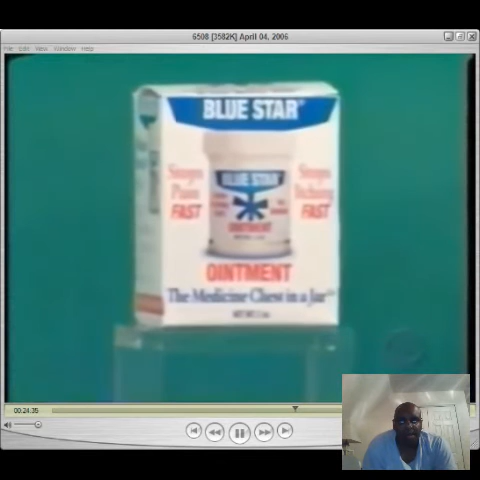 6508 [3582K] April 04, 2006
File Edit View Window Help
BLUE STAR®
Stops Pain FAST
Stops Itching FAST
BLUE STAR
OINTMENT
OINTMENT
The Medicine Chest in a Jar
00:24:35